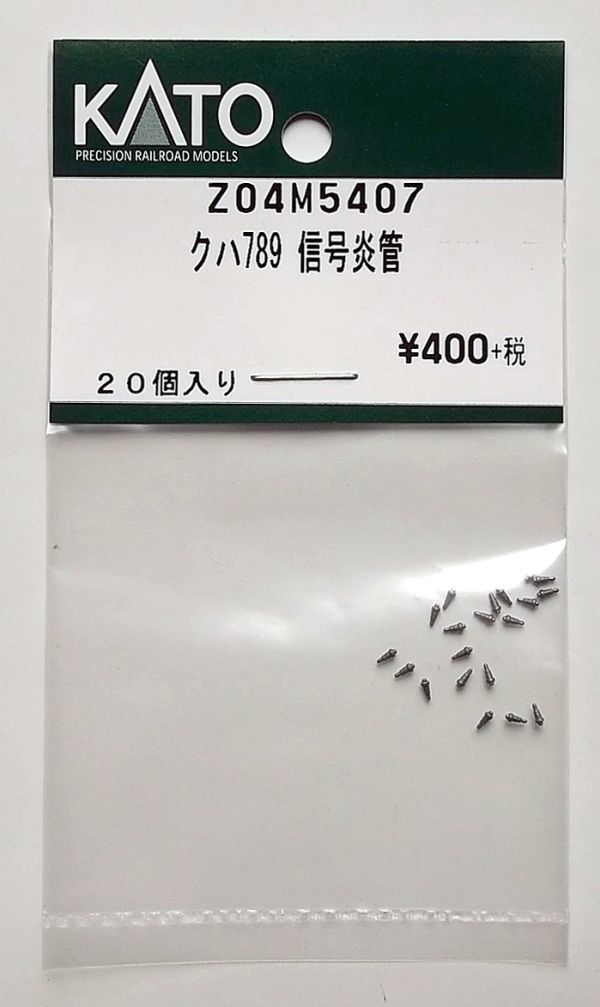 KATO
PRECISION RAILROAD MODELS
Z04M5407
クハ789 信号炎管
¥400+税
20個入り